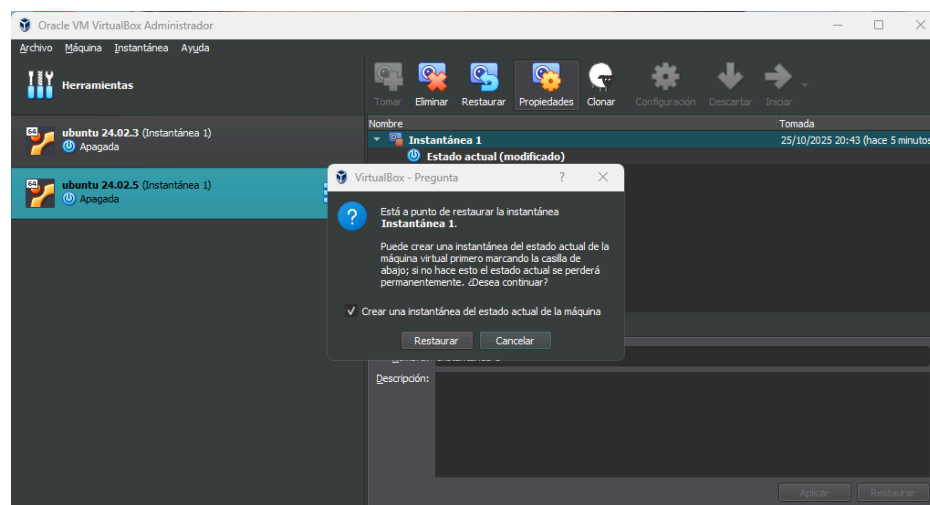 Oracle VM VirtualBox Administrador
Archivo Máquina Instantánea Ayuda
Herramientas
Tomar Eliminar Restaurar Propiedades Clonar Configuración Descartar Iniciar
Nombre Tomada
64 ubuntu 24.02.3 (Instantánea 1)
Apagada
Instantánea 1 25/10/2025 20:43 (hace 5 minutos
Estado actual (modificado)
64 ubuntu 24.02.5 (Instantánea 1)
Apagada
VirtualBox - Pregunta ?
Está a punto de restaurar la instantánea
Instantánea 1.
Puede crear una instantánea del estado actual de la
máquina virtual primero marcando la casilla de
abajo; si no hace esto el estado actual se perderá
permanentemente. ¿Desea continuar?
Crear una instantánea del estado actual de la máquina
Restaurar Cancelar
Descripción:
Aplicar Restaurar